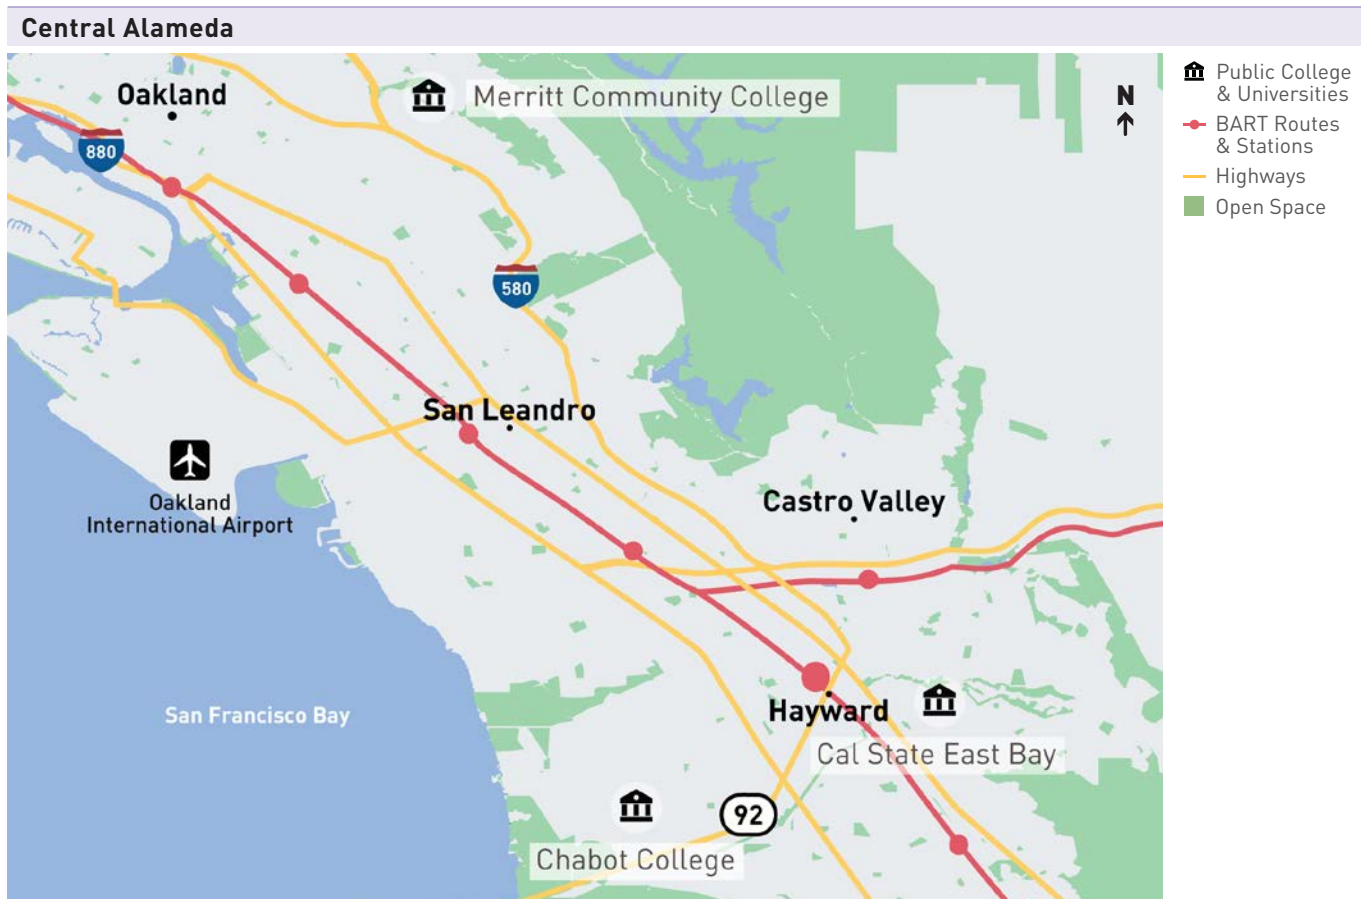 Central Alameda
Oakland
880
Merritt Community College
N
580
San Leandro
Oakland
International Airport
Castro Valley
San Francisco Bay
Hayward
Cal State East Bay
92
Chabot College
Public College
& Universities
BART Routes
& Stations
Highways
Open Space